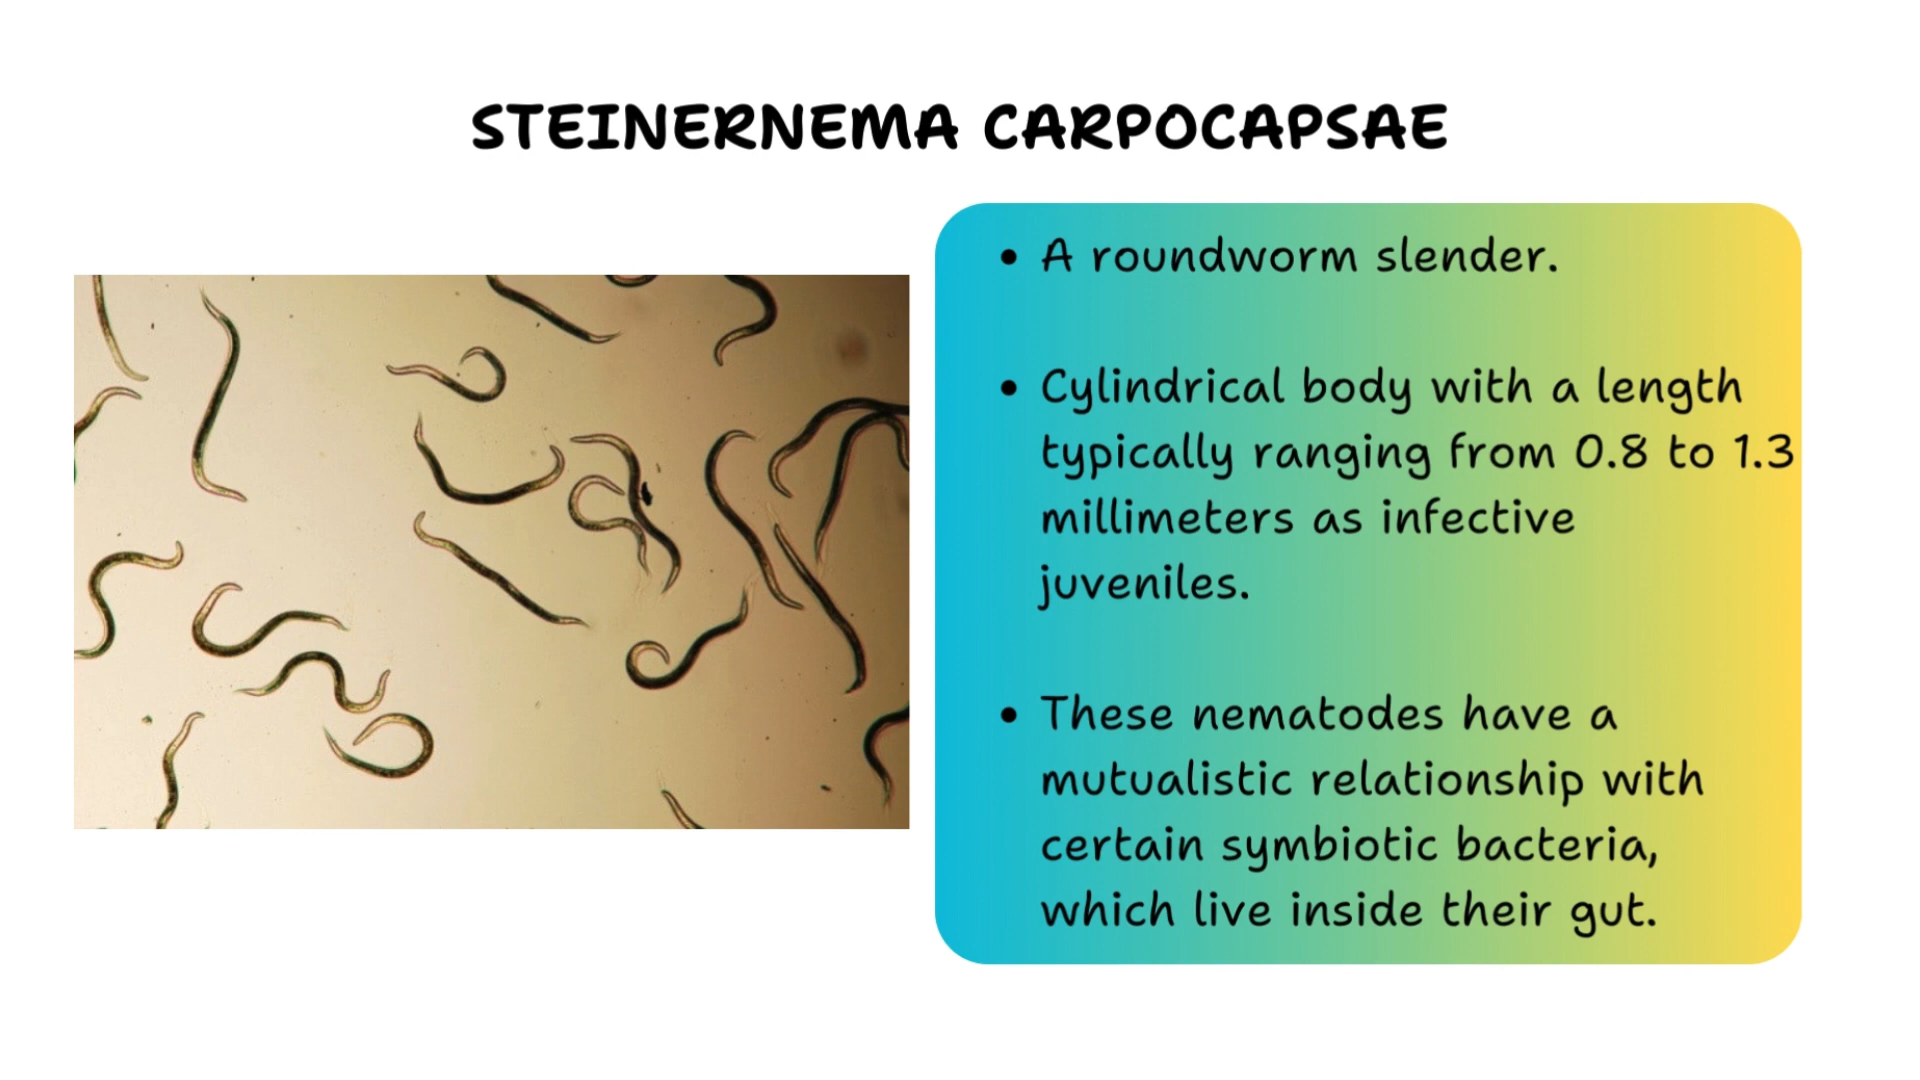 STEINERNEMA CARPOCAPSAE
• A roundworm slender.
• Cylindrical body with a length
typically ranging from 0.8 to 1.3
millimeters as infective
juveniles.
• These nematodes have a
mutualistic relationship with
certain symbiotic bacteria,
which live inside their gut.